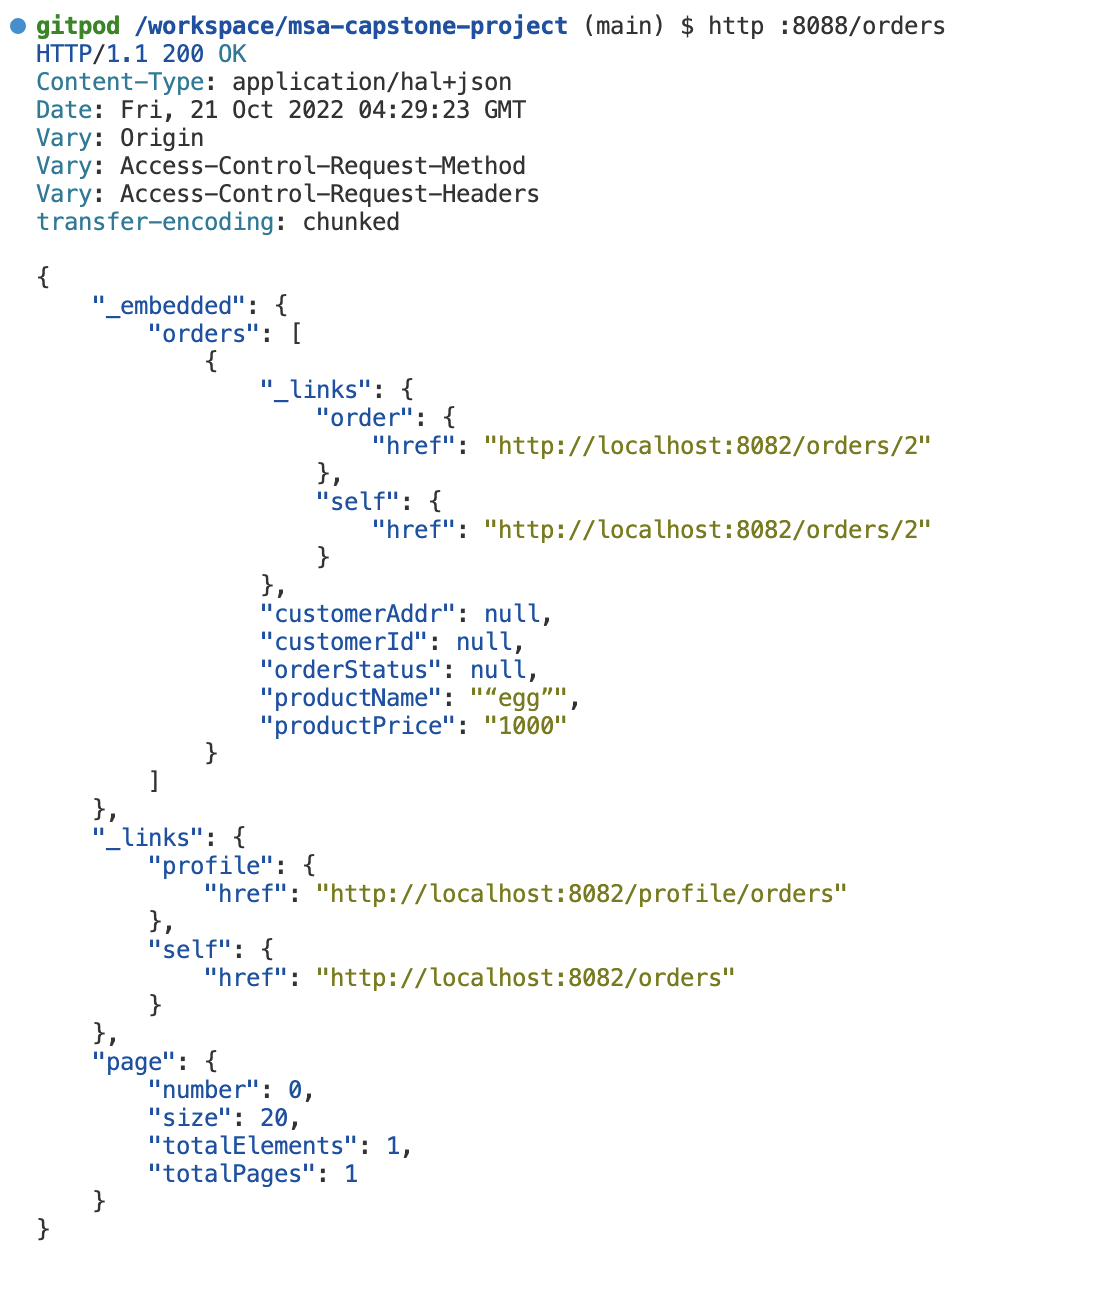 gitpod /workspace/msa-capstone-project (main) $ http :8088/orders
HTTP/1.1 200 OK
Content-Type: application/hal+json
Date: Fri, 21 Oct 2022 04:29:23 GMT
Vary: Origin
Vary: Access-Control-Request-Method
Vary: Access-Control-Request-Headers
transfer-encoding: chunked

{
    "_embedded": {
        "orders": [
            {
                "_links": {
                    "order": {
                        "href": "http://localhost:8082/orders/2"
                    },
                    "self": {
                        "href": "http://localhost:8082/orders/2"
                    }
                },
                "customerAddr": null,
                "customerId": null,
                "orderStatus": null,
                "productName": "“egg”",
                "productPrice": "1000"
            }
        ]
    },
    "_links": {
        "profile": {
            "href": "http://localhost:8082/profile/orders"
        },
        "self": {
            "href": "http://localhost:8082/orders"
        }
    },
    "page": {
        "number": 0,
        "size": 20,
        "totalElements": 1,
        "totalPages": 1
    }
}